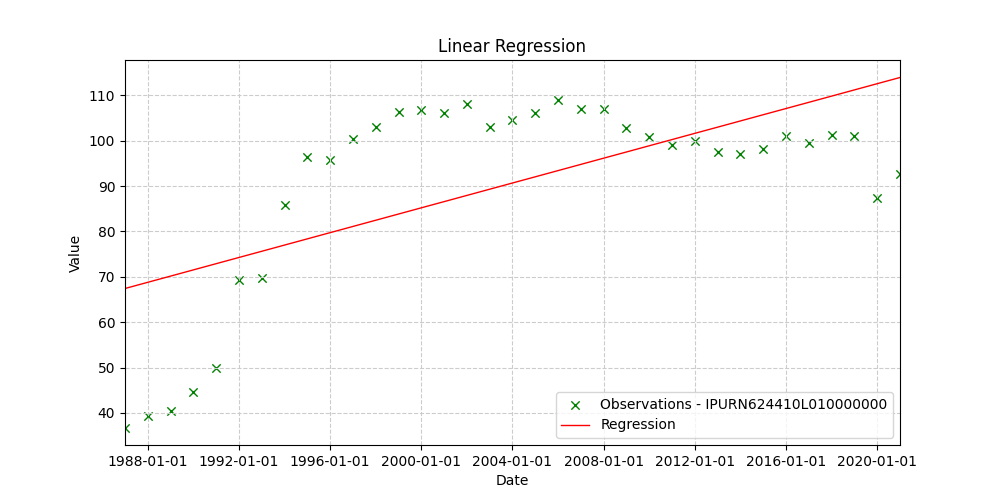 Linear Regression
Value
110
100
90
80
70
60
50
40
Observations - IPURN624410L010000000
Regression
1988-01-01 1992-01-01 1996-01-01 2000-01-01 2004-01-01 2008-01-01 2012-01-01 2016-01-01 2020-01-01
Date